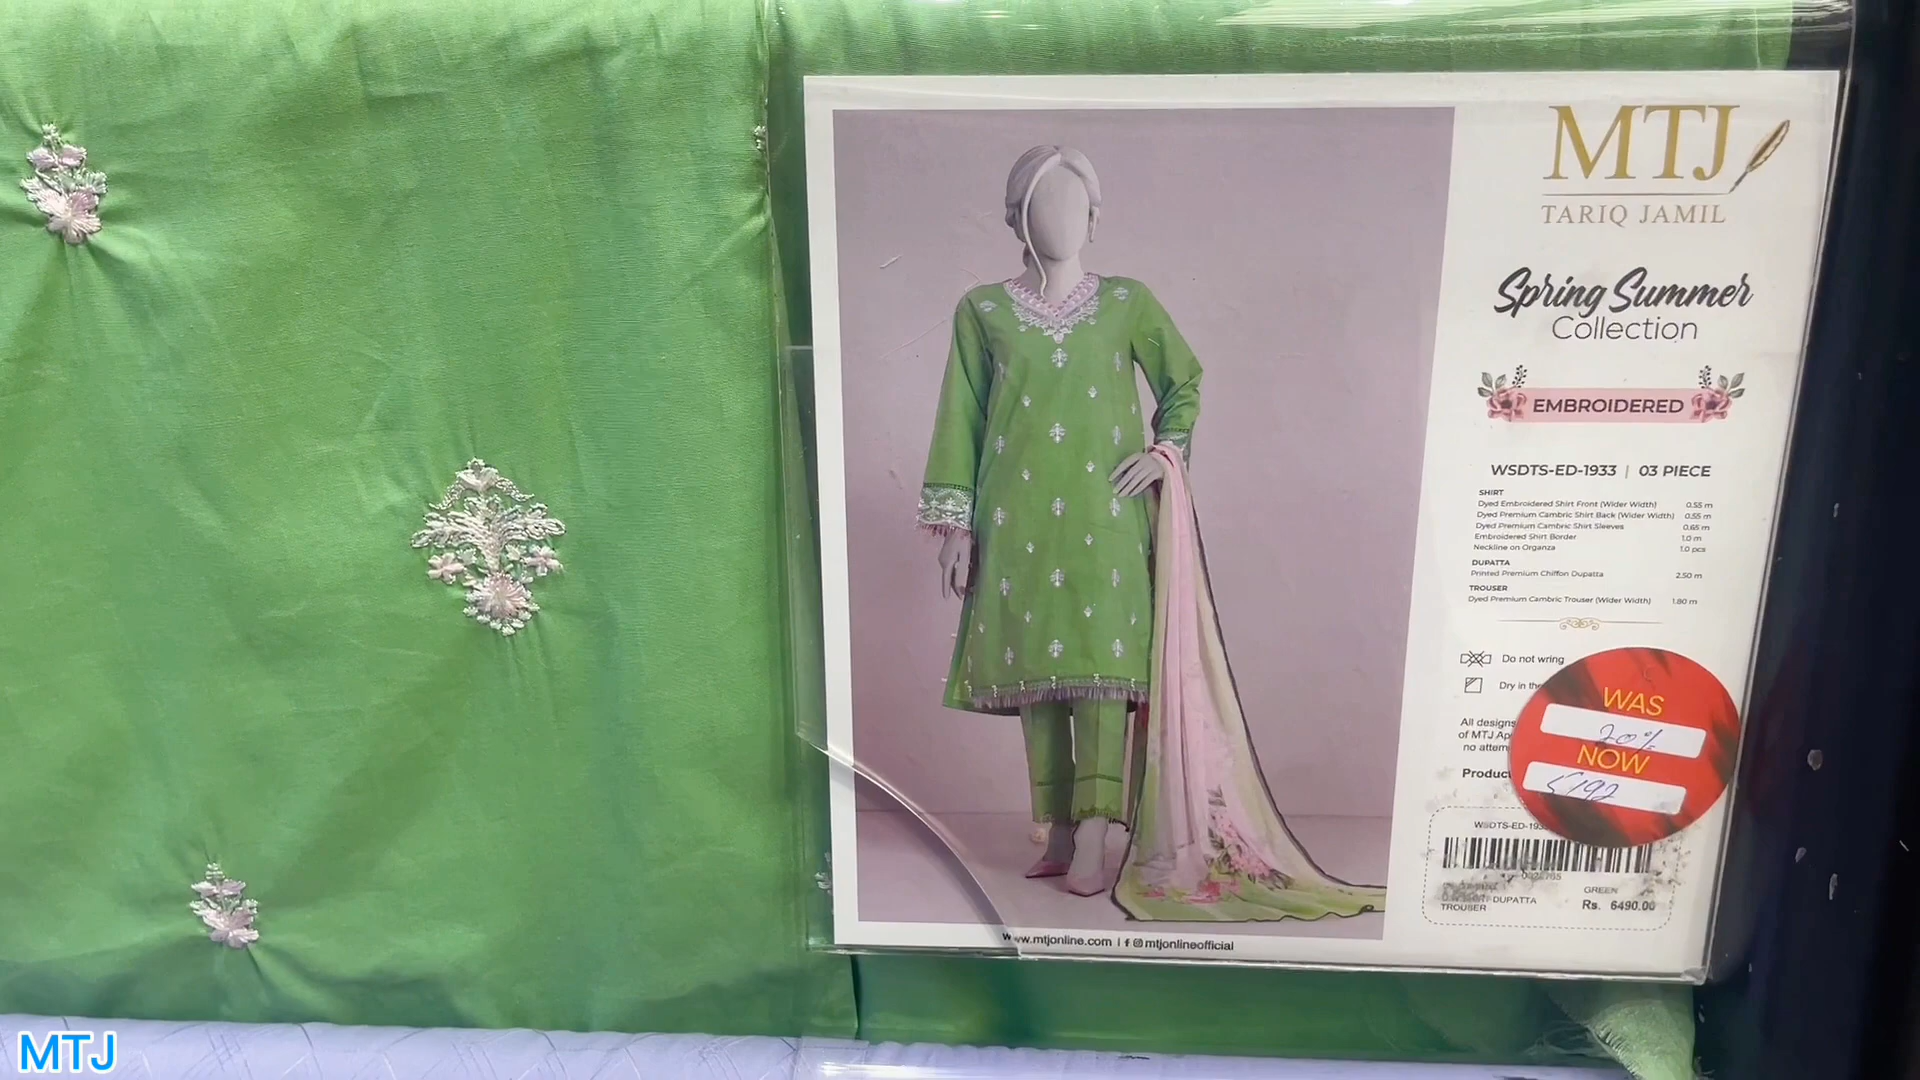 MTJ
TARIQ JAMIL
Spring Summer
Collection
EMBROIDERED
WSDTS-ED-1933 | 03 PIECE
SHIRT
Dyed Embroidered Shirt Front (Wider Width) 0.55 m
Dyed Premium Cambric Shirt Back (Wider Width) 0.55 m
Dyed Premium Cambric Shirt Sleeves 0.65 m
Embroidered Shirt Border 1.0 m
Neckline on Organza 1.0 pcs
DUPATTA
Printed Premium Chiffon Dupatta 2.50 m
TROUSER
Dyed Premium Cambric Trouser (Wider Width) 1.80 m
Do not wring
Dry in the
All designs
of MTJ Ap
no attem
Produc
WAS
20%
NOW
5192
WSDTS-ED-193
GREEN
DUPATTA
TROUSER Rs. 6490.00
www.mtjonline.com | mtjonlineofficial
MTJ